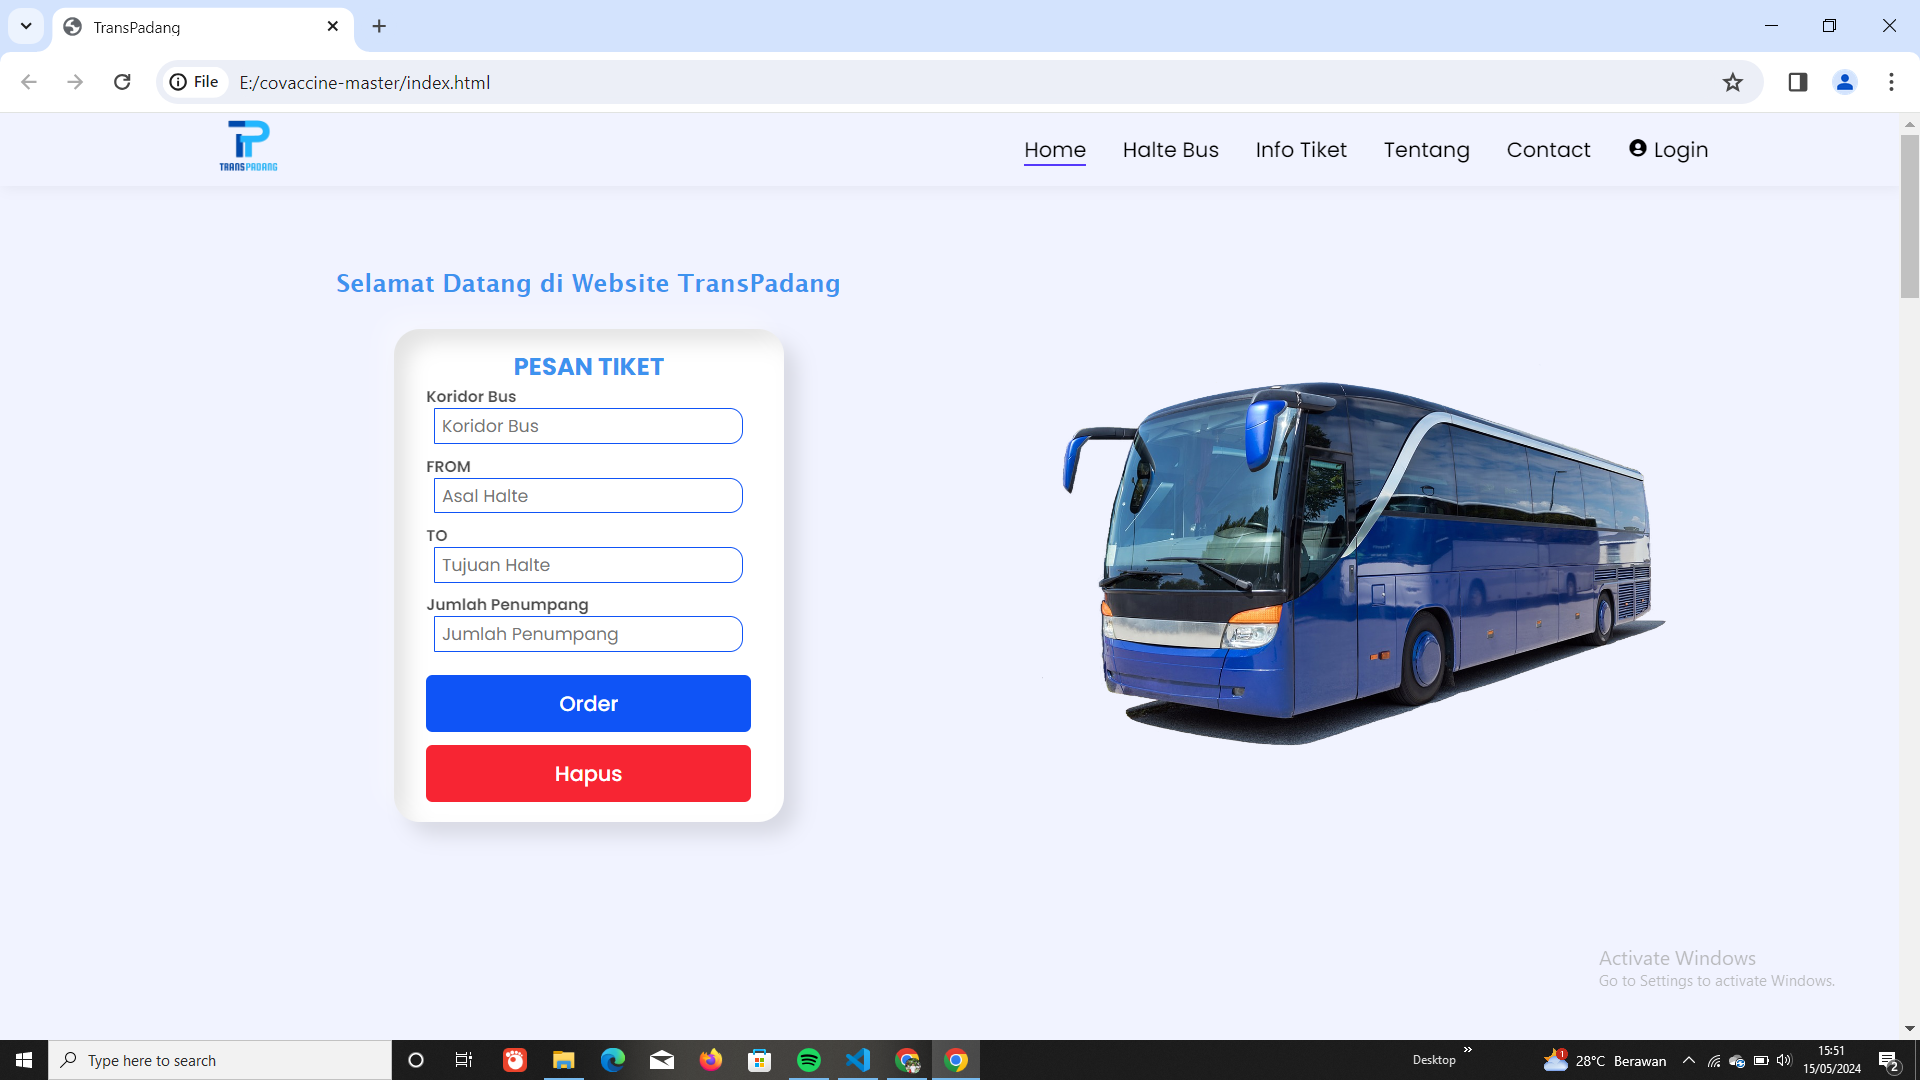 TransPadang
File
E:/covaccine-master/index.html
TRANSPADANG
Home
Halte Bus
Info Tiket
Tentang
Contact
Login
Selamat Datang di Website TransPadang
PESAN TIKET
Koridor Bus
Koridor Bus
FROM
Asal Halte
TO
Tujuan Halte
Jumlah Penumpang
Jumlah Penumpang
Order
Hapus
Activate Windows
Go to Settings to activate Windows.
Type here to search
Desktop
1
28°C Berawan
15:51
15/05/2024
2